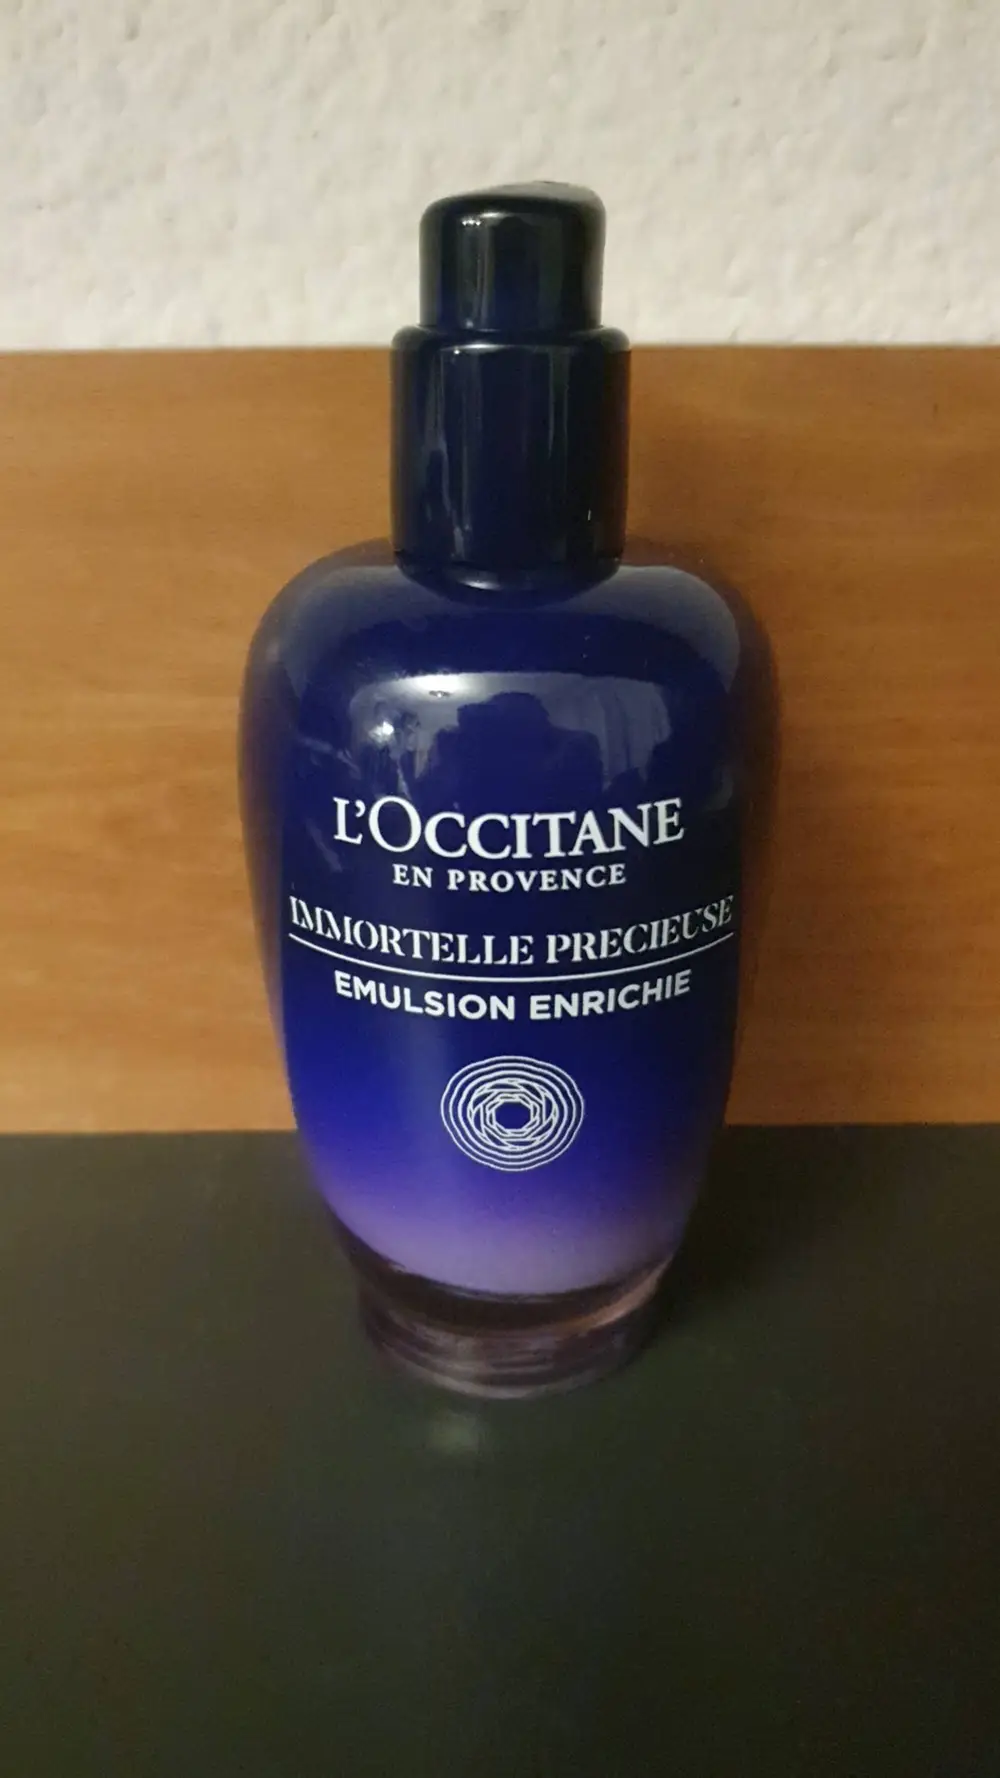 L'OCCITANE
EN PROVENCE
IMMORTELLE PRECIEUSE
EMULSION ENRICHIE